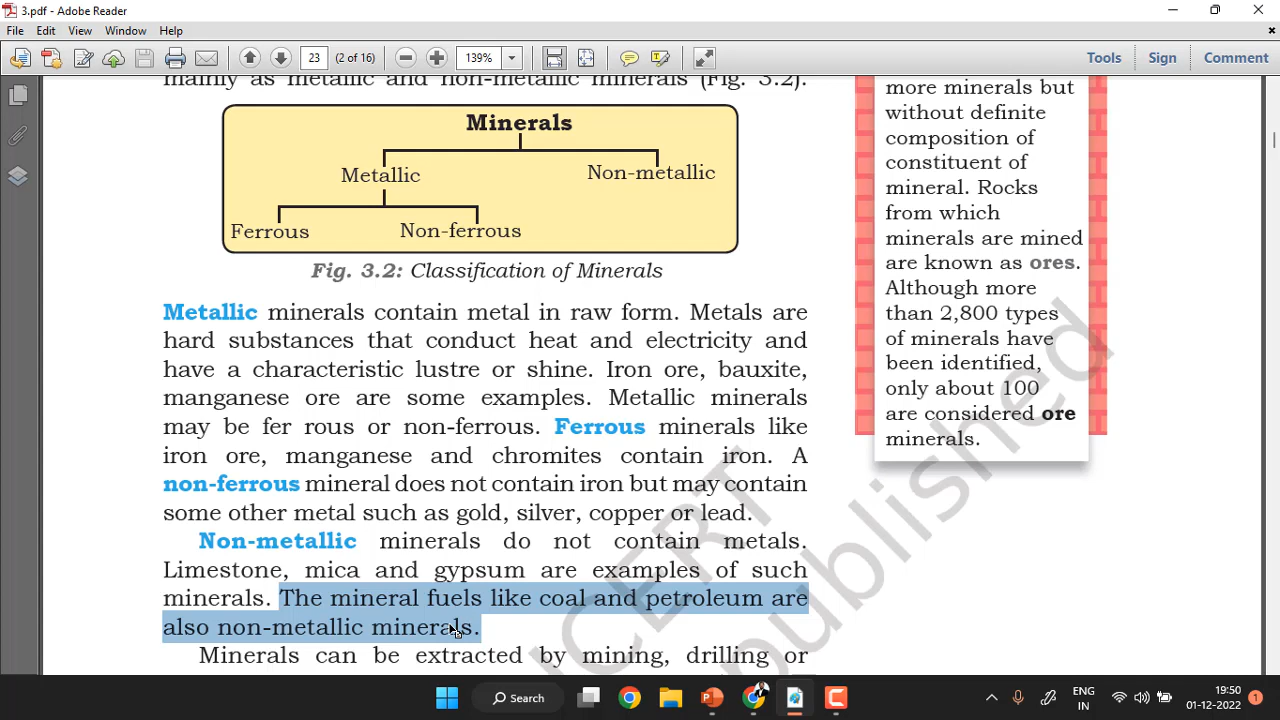 3.pdf - Adobe Reader
File Edit View Window Help
23 (2 of 16) 139% Tools Sign Comment
mainly as metallic and non-metallic minerals (Fig. 3.2).
Minerals
Metallic Non-metallic
Ferrous Non-ferrous
Fig. 3.2: Classification of Minerals
Metallic minerals contain metal in raw form. Metals are
hard substances that conduct heat and electricity and
have a characteristic lustre or shine. Iron ore, bauxite,
manganese ore are some examples. Metallic minerals
may be fer rous or non-ferrous. Ferrous minerals like
iron ore, manganese and chromites contain iron. A
non-ferrous mineral does not contain iron but may contain
some other metal such as gold, silver, copper or lead.
Non-metallic minerals do not contain metals.
Limestone, mica and gypsum are examples of such
minerals. The mineral fuels like coal and petroleum are
also non-metallic minerals.
Minerals can be extracted by mining, drilling or
more minerals but
without definite
composition of
constituent of
mineral. Rocks
from which
minerals are mined
are known as ores.
Although more
than 2,800 types
of minerals have
been identified,
only about 100
are considered ore
minerals.
NCERT
published
Search
ENG
IN
19:50
01-12-2022
1